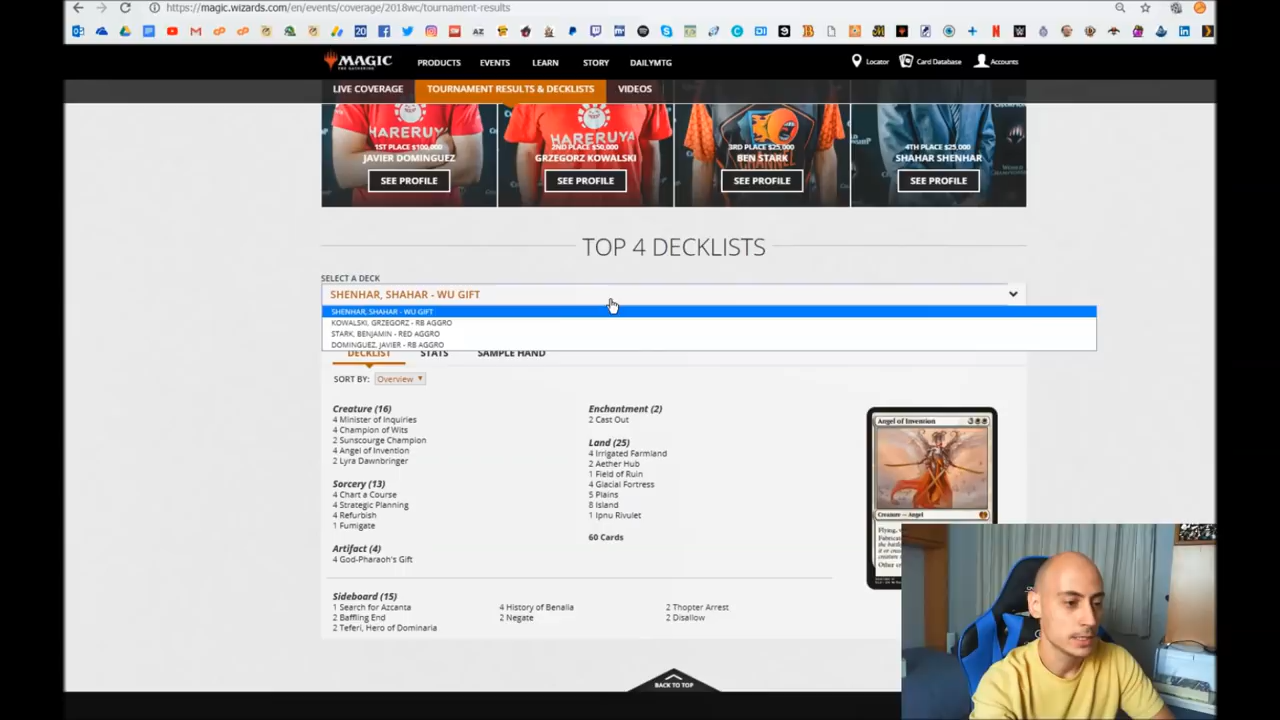 https://magic.wizards.com/en/events/coverage/2018wc/tournament-results
MAGIC
THE GATHERING
PRODUCTS
EVENTS
LEARN
STORY
DAILYMTG
Locator
Card Database
Accounts
LIVE COVERAGE
TOURNAMENT RESULTS & DECKLISTS
VIDEOS
HARERUYA
HARERUYA
1ST PLACE $100,000
JAVIER DOMINGUEZ
SEE PROFILE
2ND PLACE $50,000
GRZEGORZ KOWALSKI
SEE PROFILE
3RD PLACE $25,000
BEN STARK
SEE PROFILE
4TH PLACE $25,000
SHAHAR SHENHAR
SEE PROFILE
TOP 4 DECKLISTS
SELECT A DECK
SHENHAR, SHAHAR - WU GIFT
SHENHAR, SHAHAR - WU GIFT
KOWALSKI, GRZEGORZ - RB AGGRO
STARK, BENJAMIN - RED AGGRO
DOMINGUEZ, JAVIER - RB AGGRO
DECKLIST
STATS
SAMPLE HAND
SORT BY:
Overview
Creature (16)
4 Minister of Inquiries
4 Champion of Wits
2 Sunscourge Champion
4 Angel of Invention
2 Lyra Dawnbringer
Sorcery (13)
4 Chart a Course
4 Strategic Planning
4 Refurbish
1 Fumigate
Artifact (4)
4 God-Pharaoh's Gift
Enchantment (2)
2 Cast Out
Land (25)
4 Irrigated Farmland
2 Aether Hub
1 Field of Ruin
4 Glacial Fortress
5 Plains
8 Island
1 Ipnu Rivulet
60 Cards
Angel of Invention
Creature — Angel
Sideboard (15)
1 Search for Azcanta
2 Baffling End
2 Teferi, Hero of Dominaria
4 History of Benalia
2 Negate
2 Thopter Arrest
2 Disallow
BACK TO TOP